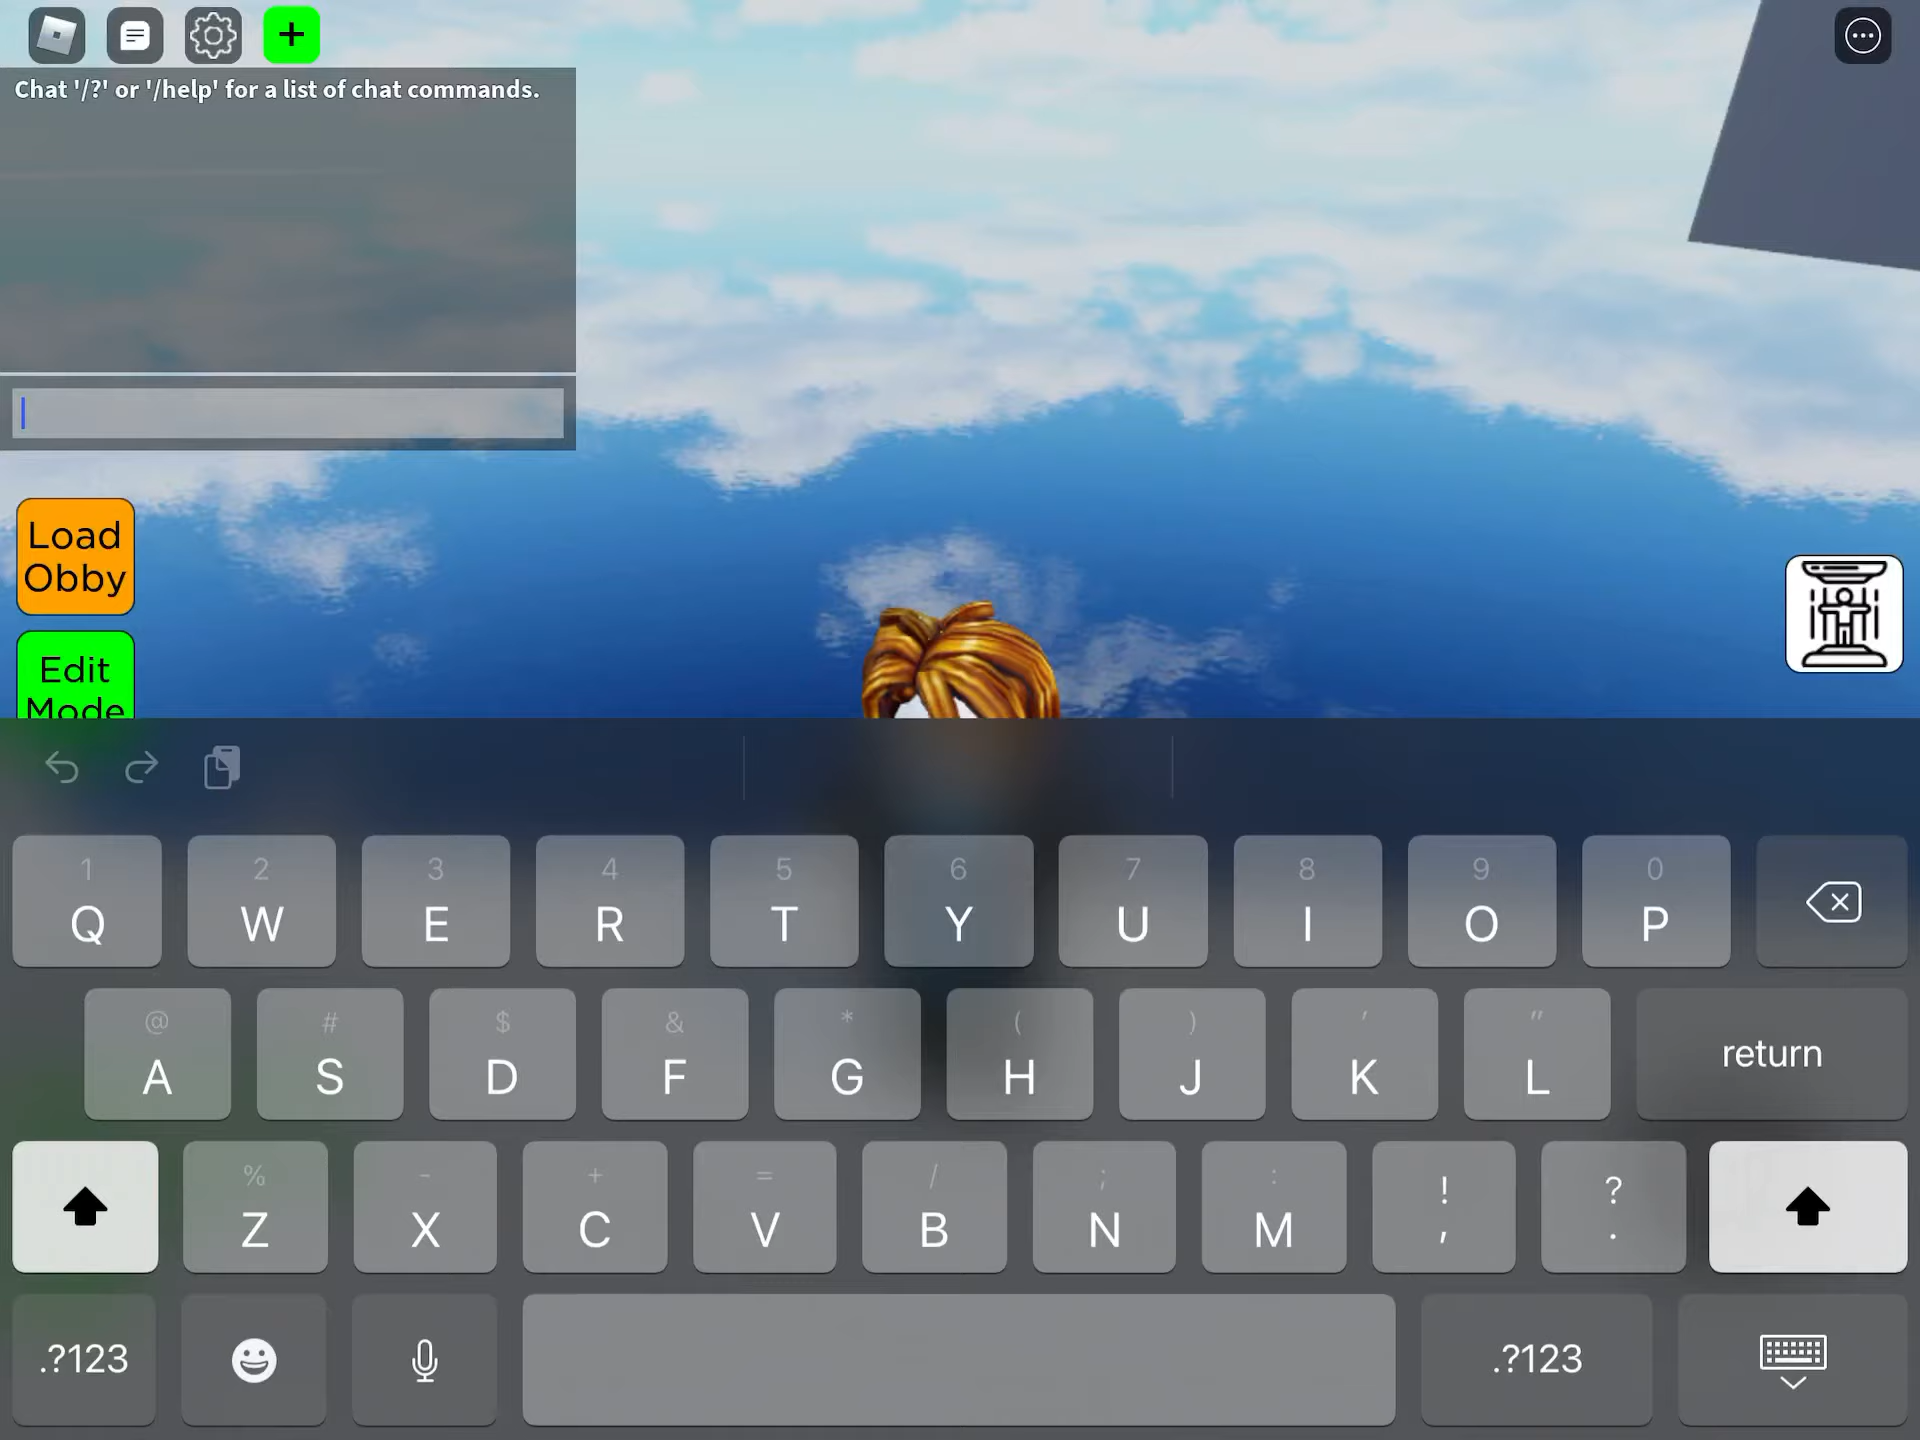 Chat '/?' or '/help' for a list of chat commands.
Load
Obby
Edit
Mode
1 2 3 4 5 6 7 8 9 0
Q W E R T Y U I O P
@ # $ & * ( ) ' "
A S D F G H J K L return
% - + = / ; : ! ?
Z X C V B N M , .
.?123 .?123